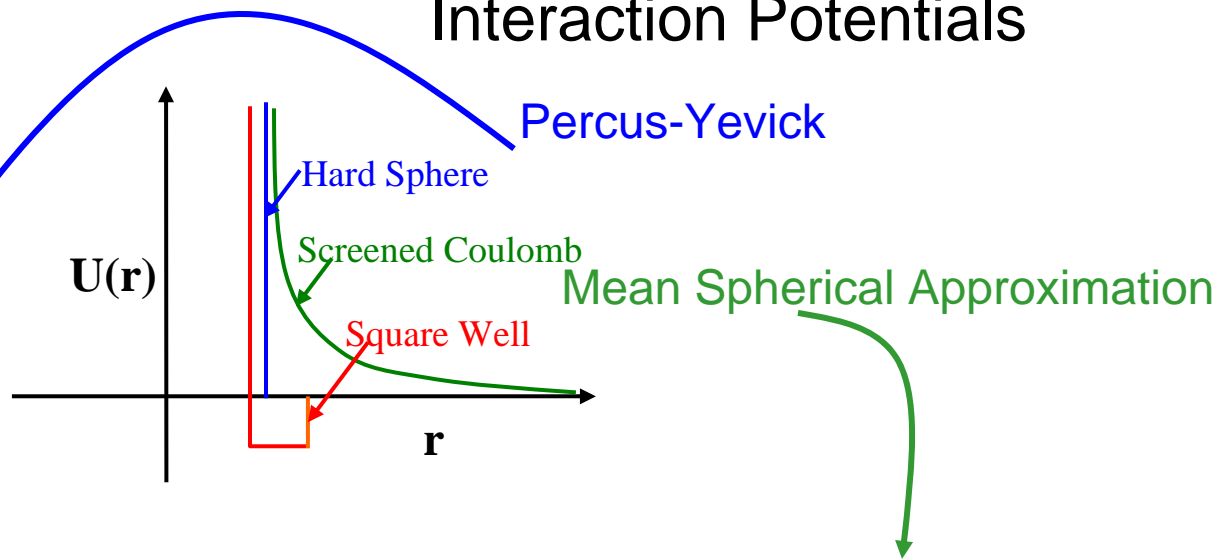 Interaction Potentials
Percus-Yevick
Hard Sphere
Screened Coulomb
U(r)
Mean Spherical Approximation
Square Well
r